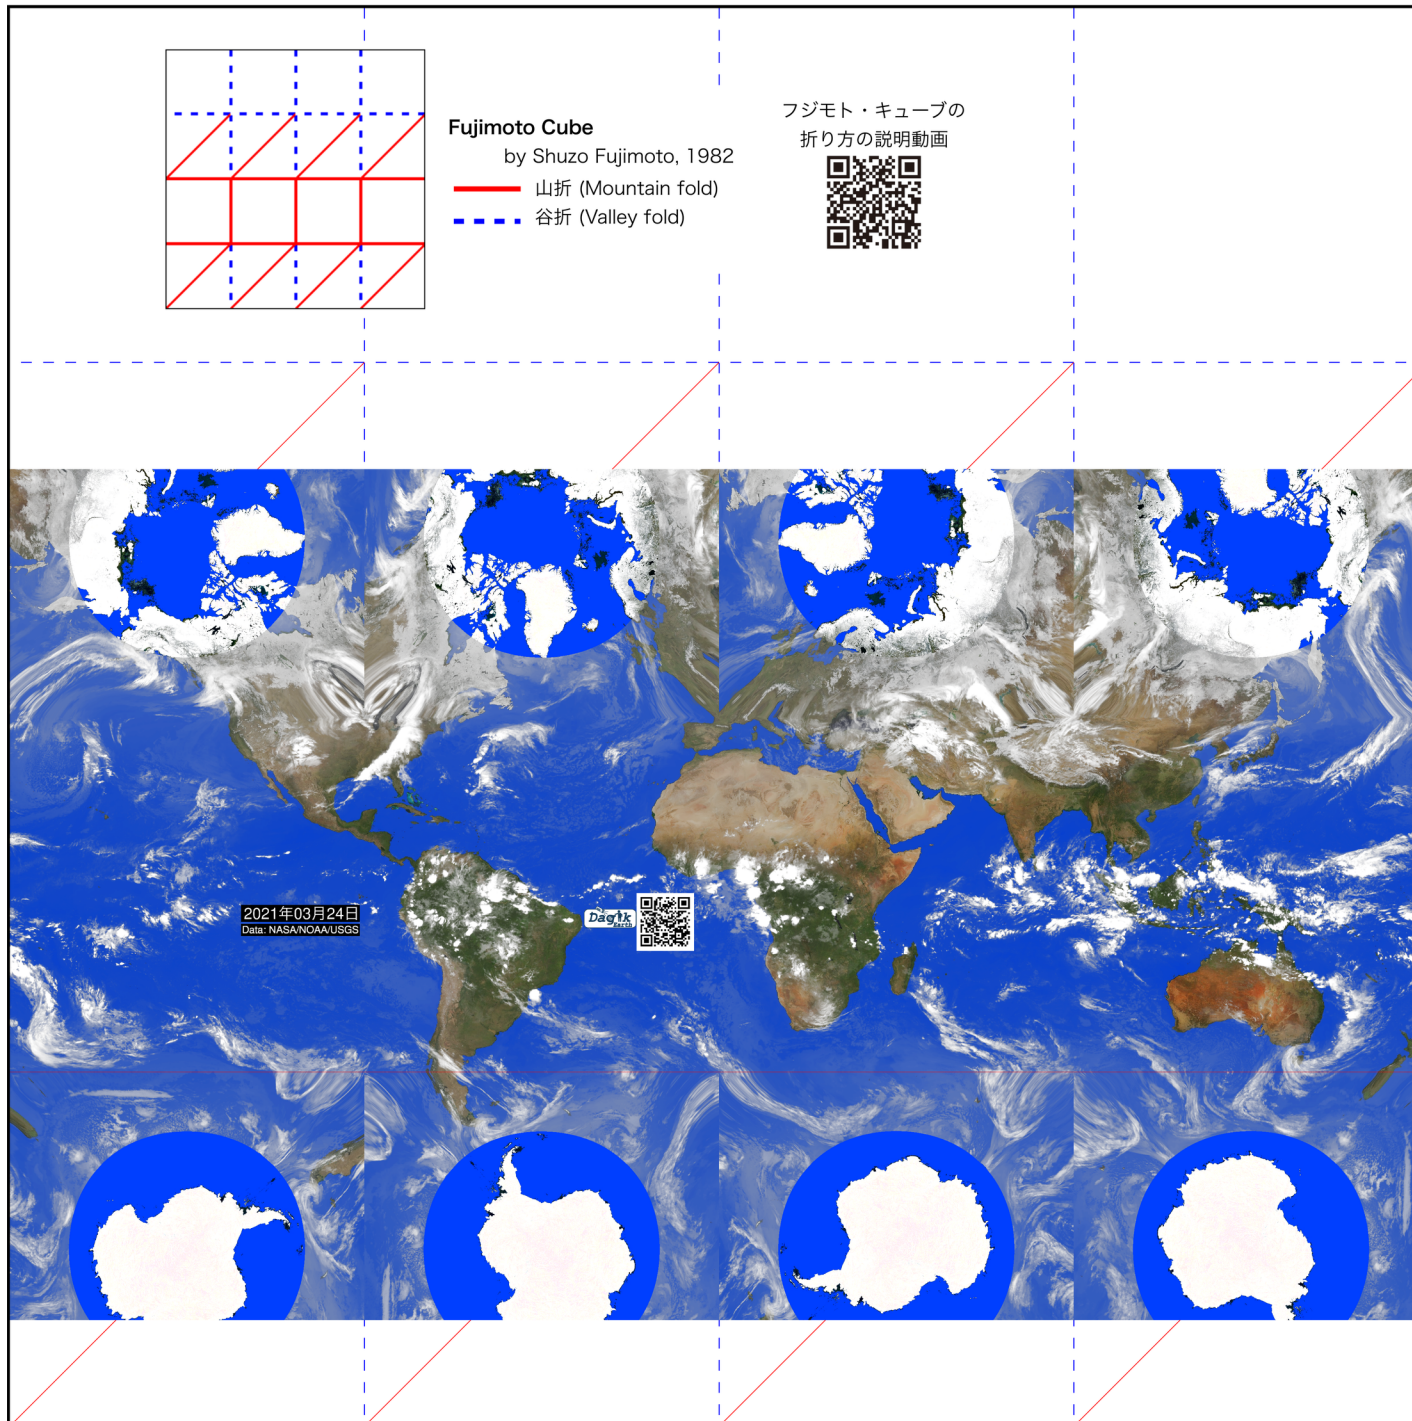 Fujimoto Cube
by Shuzo Fujimoto, 1982
山折 (Mountain fold)
谷折 (Valley fold)
フジモト・キューブの
折り方の説明動画
2021年03月24日
Data: NASA/NOAA/USGS
Dagik
Earth